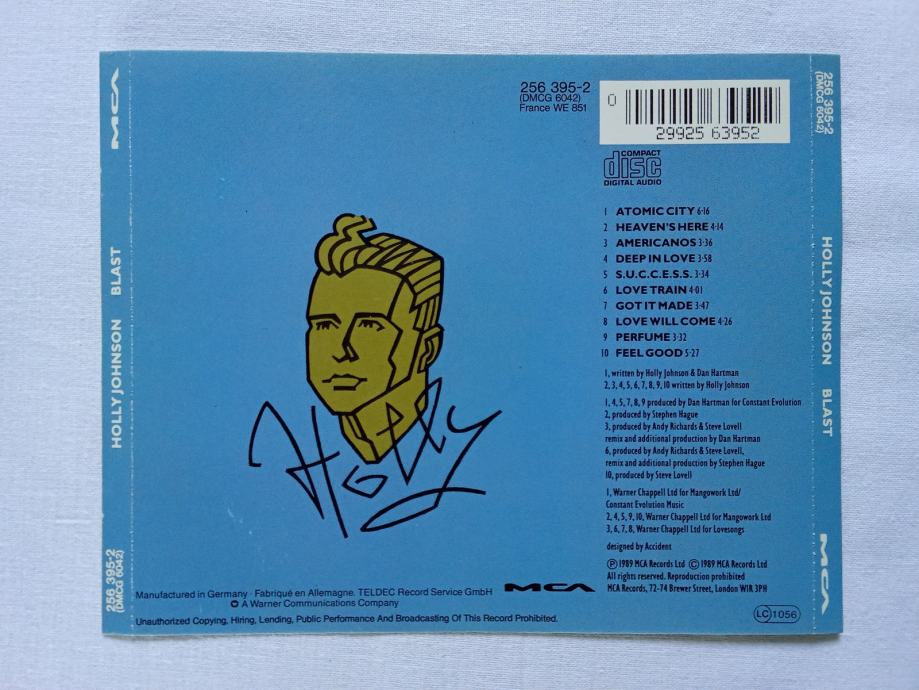 MCA
HOLLY JOHNSON BLAST
256 395-2
(DMCG 6042)
256 395-2
(DMCG 6042)
France WE 851
0
29925 63952
COMPACT
disc
DIGITAL AUDIO
1 ATOMIC CITY 6·16
2 HEAVEN'S HERE 4·14
3 AMERICANOS 3·36
4 DEEP IN LOVE 3·58
5 S.U.C.C.E.S.S. 3·34
6 LOVE TRAIN 4·01
7 GOT IT MADE 3·47
8 LOVE WILL COME 4·26
9 PERFUME 3·32
10 FEEL GOOD 5·27
1, written by Holly Johnson & Dan Hartman
2, 3, 4, 5, 6, 7, 8, 9, 10 written by Holly Johnson
1, 4, 5, 7, 8, 9 produced by Dan Hartman for Constant Evolution
2, produced by Stephen Hague
3, produced by Andy Richards & Steve Lovell
remix and additional production by Dan Hartman
6, produced by Andy Richards & Steve Lovell,
remix and additional production by Stephen Hague
10, produced by Steve Lovell
1, Warner Chappell Ltd for Mangowork Ltd/
Constant Evolution Music
2, 4, 5, 9, 10, Warner Chappell Ltd for Mangowork Ltd
3, 6, 7, 8, Warner Chappell Ltd for Lovesongs
designed by Accident
Ⓟ 1989 MCA Records Ltd © 1989 MCA Records Ltd
All rights reserved. Reproduction prohibited
MCA Records, 72-74 Brewer Street, London W1R 3PH
LC 1056
Holly
Manufactured in Germany · Fabriqué en Allemagne. TELDEC Record Service GmbH
A Warner Communications Company
MCA
Unauthorized Copying, Hiring, Lending, Public Performance And Broadcasting Of This Record Prohibited.
256 395-2
(DMCG 6042)
HOLLY JOHNSON BLAST
MCA